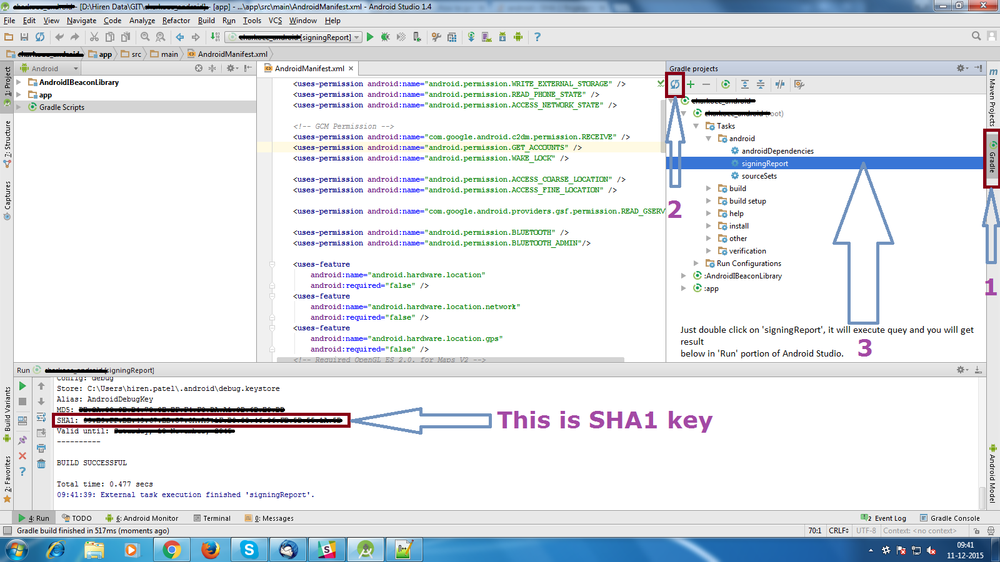 - [D:\Hiren Data\GIT\ - [app] - ...\app\src\main\AndroidManifest.xml - Android Studio 1.4
File Edit View Navigate Code Analyze Refactor Build Run Tools VCS Window Help
[signingReport]
app src main AndroidManifest.xml
1: Project
7: Structure
Captures
Build Variants
2: Favorites
Android
AndroidIBeaconLibrary
app
Gradle Scripts
AndroidManifest.xml
<uses-permission android:name="android.permission.WRITE_EXTERNAL_STORAGE" />
<uses-permission android:name="android.permission.READ_PHONE_STATE" />
<uses-permission android:name="android.permission.ACCESS_NETWORK_STATE" />
<!-- GCM Permission -->
<uses-permission android:name="com.google.android.c2dm.permission.RECEIVE" />
<uses-permission android:name="android.permission.GET_ACCOUNTS" />
<uses-permission android:name="android.permission.WAKE_LOCK" />
<uses-permission android:name="android.permission.ACCESS_COARSE_LOCATION" />
<uses-permission android:name="android.permission.ACCESS_FINE_LOCATION" />
<uses-permission android:name="com.google.android.providers.gsf.permission.READ_GSERV
<uses-permission android:name="android.permission.BLUETOOTH" />
<uses-permission android:name="android.permission.BLUETOOTH_ADMIN"/>
<uses-feature
android:name="android.hardware.location"
android:required="false" />
<uses-feature
android:name="android.hardware.location.network"
android:required="false" />
<uses-feature
android:name="android.hardware.location.gps"
android:required="false" />
<!-- Required OpenGL ES 2.0. for Maps V2 -->
Gradle projects
Tasks
android
androidDependencies
signingReport
sourceSets
build
build setup
help
install
other
verification
Run Configurations
:AndroidIBeaconLibrary
:app
2
1
Just double click on 'signingReport', it will execute quey and you will get
result
below in 'Run' portion of Android Studio.
3
Maven Projects
Gradle
Android Model
Run [signingReport]
Config: debug
Store: C:\Users\hiren.patel\.android\debug.keystore
Alias: AndroidDebugKey
MD5:
SHA1:
Valid until:
----------
This is SHA1 key
BUILD SUCCESSFUL
Total time: 0.477 secs
09:41:39: External task execution finished 'signingReport'.
4: Run TODO 6: Android Monitor Terminal 0: Messages 2 Event Log Gradle Console
Gradle build finished in 517ms (moments ago) 70:1 CRLF UTF-8 Context: <no context>
09:41
11-12-2015